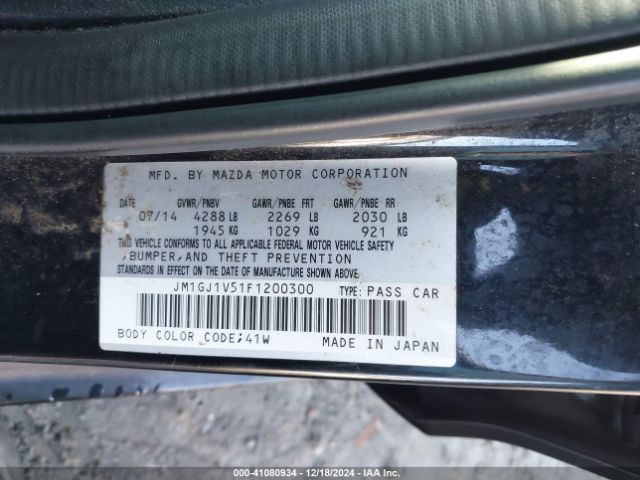 MFD. BY MAZDA MOTOR CORPORATION
DATE GVWR/PNBV GAWR/PNBE FRT GAWR/PNBE RR
07/14 4288 LB 2269 LB 2030 LB
1945 KG 1029 KG 921 KG
THIS VEHICLE CONFORMS TO ALL APPLICABLE FEDERAL MOTOR VEHICLE SAFETY
,BUMPER,AND THEFT PREVENTION
STANDARDS IN EFFECT ON THE DATE OF MANUFACTURE SHOWN ABOVE.
JM1GJ1V51F1200300 TYPE: PASS CAR
BODY COLOR CODE;41W MADE IN JAPAN
000-41080934 - 12/18/2024 - IAA Inc.